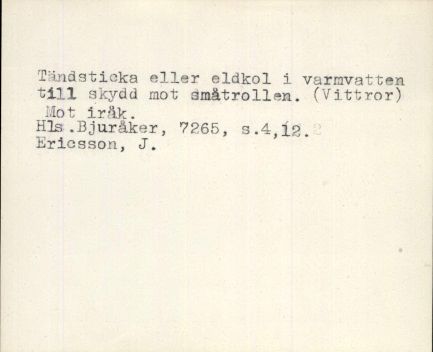 Tändsticka eller eldkol i varmvatten
till skydd mot småtrollen. (Vittror)
Mot iråk.
Hls.Bjuråker, 7265, s.4,12.
Ericsson, J.